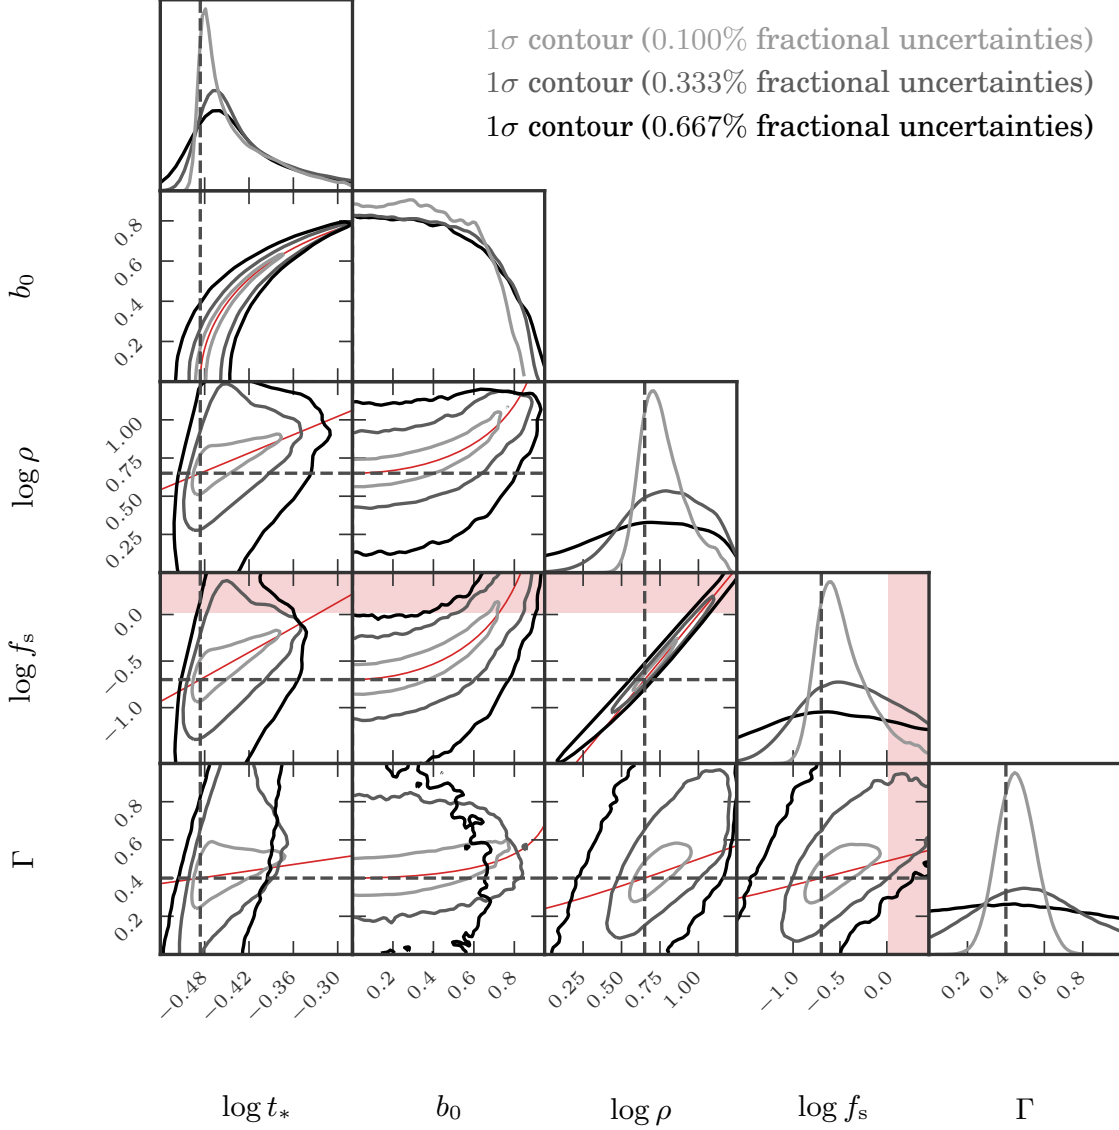 1σ contour (0.100% fractional uncertainties)
1σ contour (0.333% fractional uncertainties)
1σ contour (0.667% fractional uncertainties)
b₀
0.8
0.6
0.4
0.2
log ρ
1.00
0.75
0.50
0.25
log fₛ
0.0
−0.5
−1.0
Γ
0.8
0.6
0.4
0.2
−0.48 −0.42 −0.36 −0.30 0.2 0.4 0.6 0.8 0.25 0.50 0.75 1.00 −1.0 −0.5 0.0 0.2 0.4 0.6 0.8
log t* b₀ log ρ log fₛ Γ